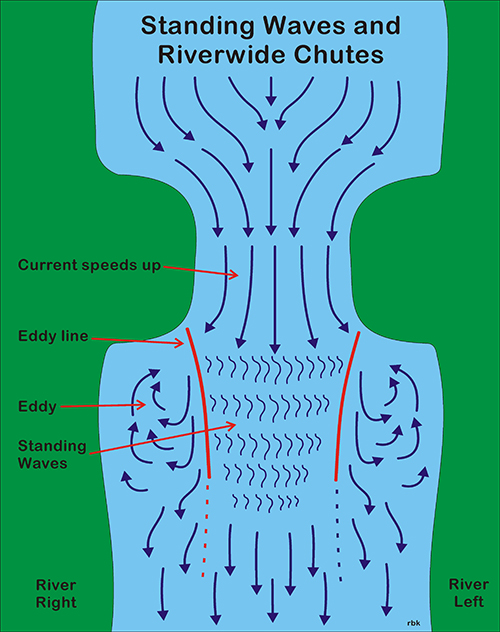 Standing Waves and
Riverwide Chutes
Current speeds up
Eddy line
Eddy
Standing
Waves
River
Right
River
Left
rbk